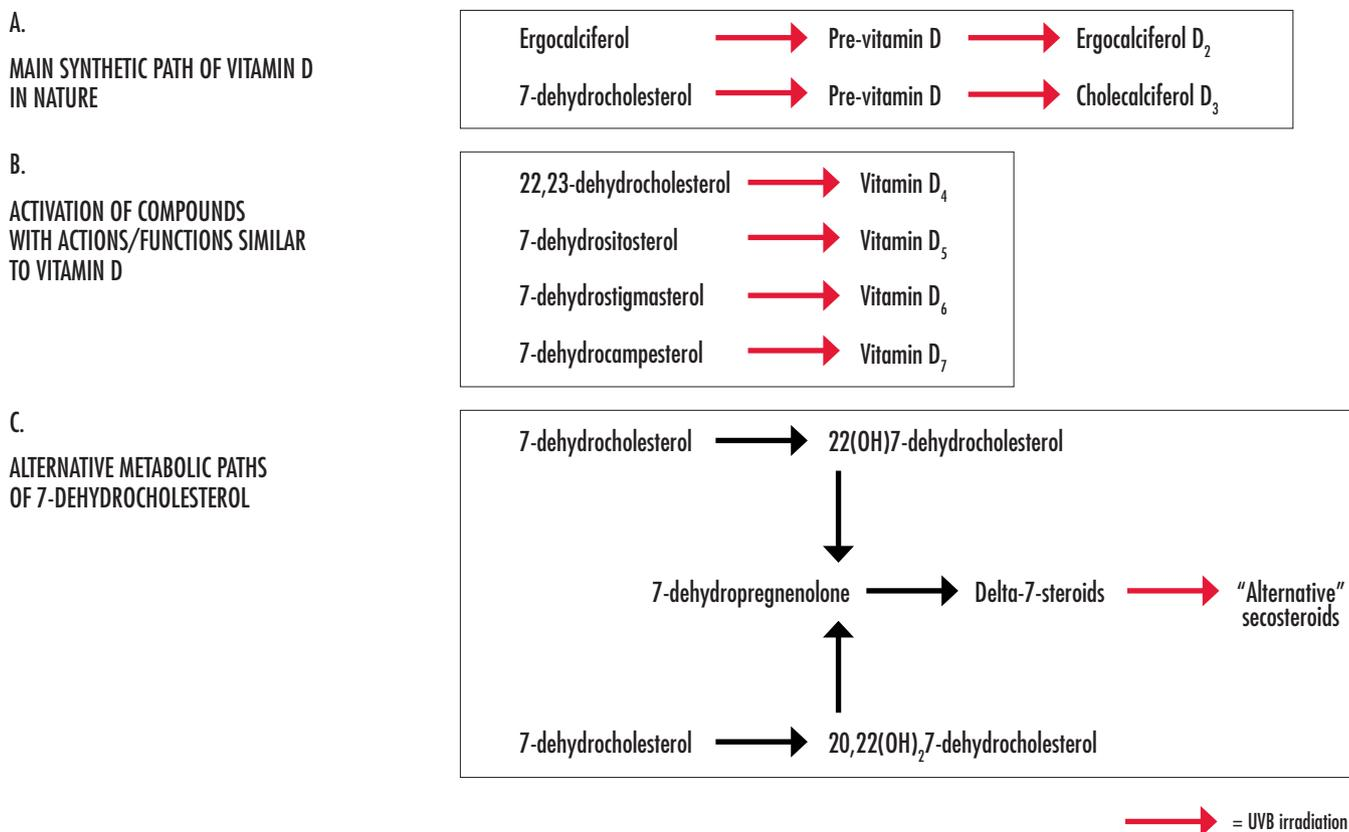 A.
MAIN SYNTHETIC PATH OF VITAMIN D
IN NATURE
Ergocalciferol Pre-vitamin D Ergocalciferol D₂
7-dehydrocholesterol Pre-vitamin D Cholecalciferol D₃
B.
ACTIVATION OF COMPOUNDS
WITH ACTIONS/FUNCTIONS SIMILAR
TO VITAMIN D
22,23-dehydrocholesterol Vitamin D₄
7-dehydrositosterol Vitamin D₅
7-dehydrostigmasterol Vitamin D₆
7-dehydrocampesterol Vitamin D₇
C.
ALTERNATIVE METABOLIC PATHS
OF 7-DEHYDROCHOLESTEROL
7-dehydrocholesterol 22(OH)7-dehydrocholesterol
7-dehydropregnenolone Delta-7-steroids “Alternative”
secosteroids
7-dehydrocholesterol 20,22(OH)₂7-dehydrocholesterol
= UVB irradiation